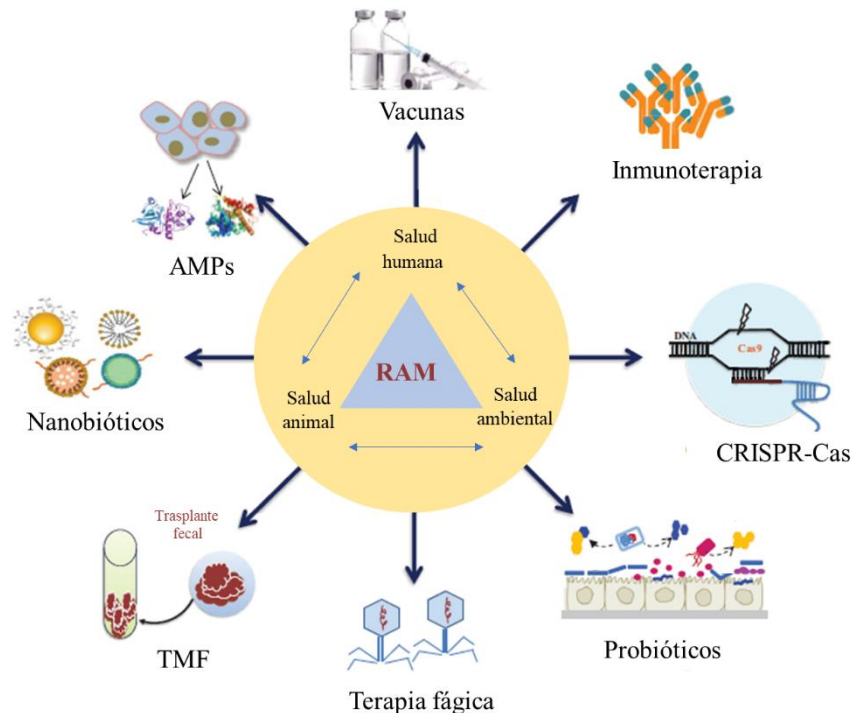 Vacunas
Inmunoterapia
AMPs
Salud
humana
RAM
Salud
animal
Salud
ambiental
DNA
Cas9
CRISPR-Cas
Nanobióticos
Trasplante
fecal
TMF
Terapia fágica
Probióticos